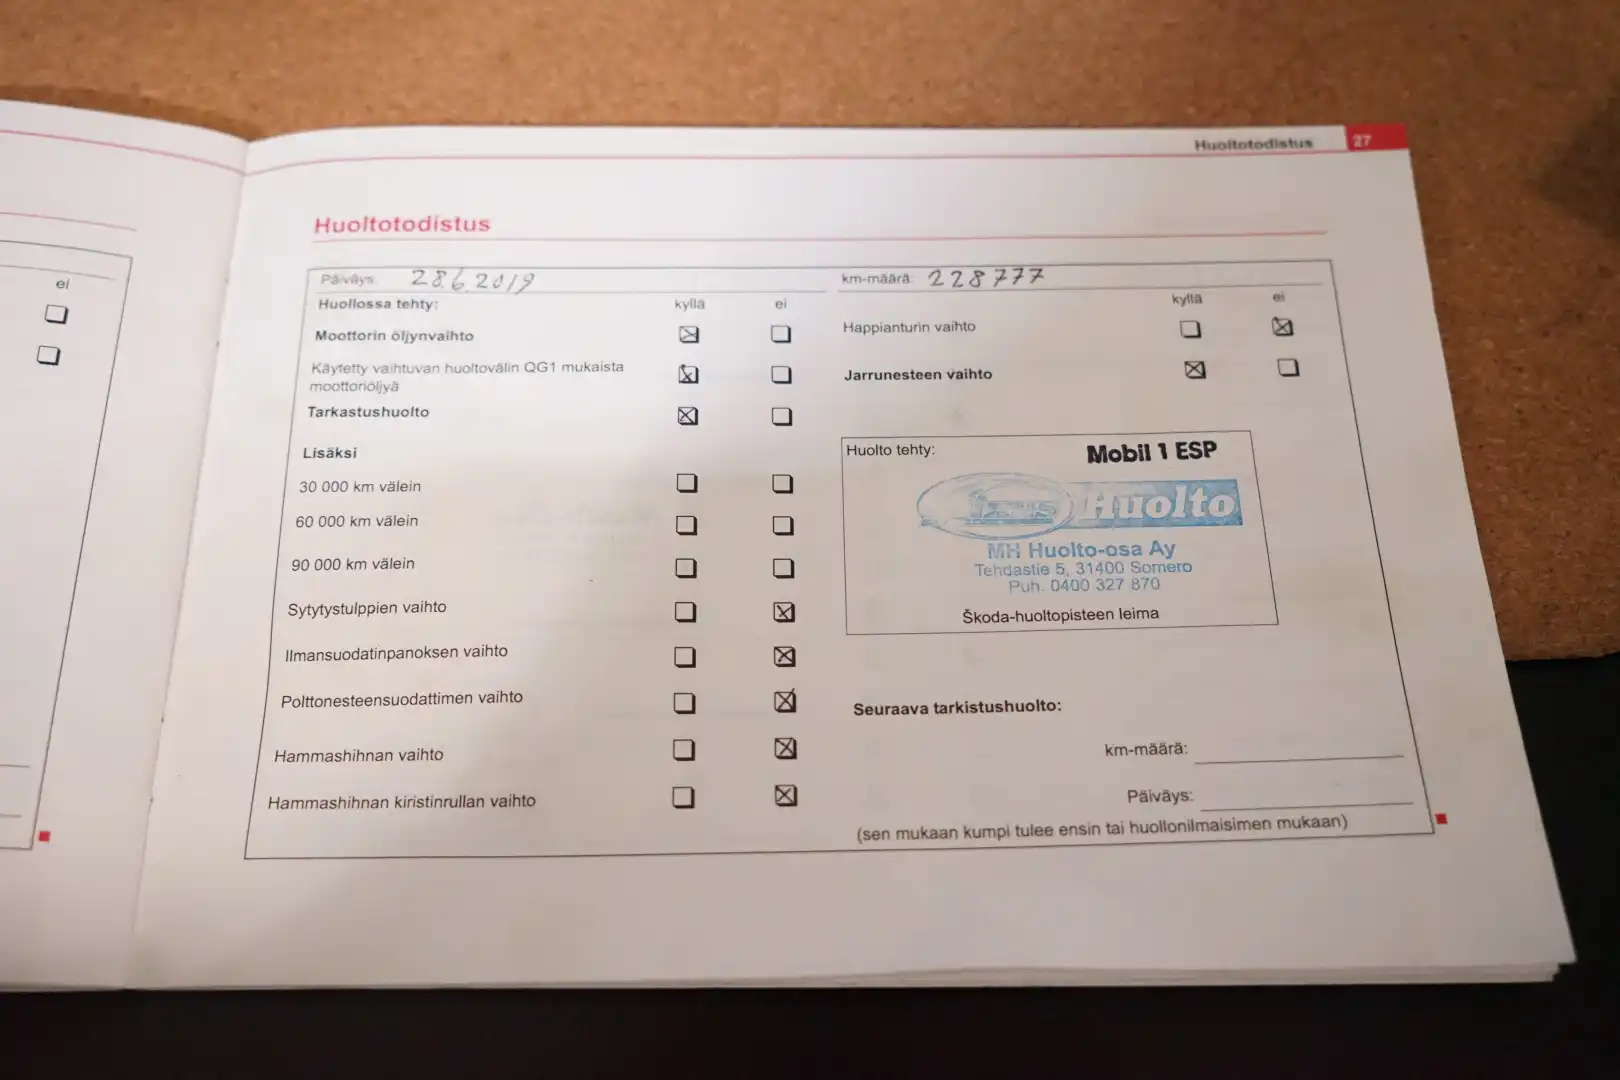 Huoltotodistus 27
Huoltotodistus
Päiväys: 28.6.2019
km-määrä: 228777
Huollossa tehty: kyllä ei
Moottorin öljynvaihto
Käytetty vaihtuvan huoltovälin QG1 mukaista
moottoriöljyä
Tarkastushuolto
Lisäksi
30 000 km välein
60 000 km välein
90 000 km välein
Sytytystulppien vaihto
Ilmansuodatinpanoksen vaihto
Polttonesteensuodattimen vaihto
Hammashihnan vaihto
Hammashihnan kiristinrullan vaihto
kyllä ei
Happianturin vaihto
Jarrunesteen vaihto
Huolto tehty:
Mobil 1 ESP
Huolto
MH Huolto-osa Ay
Tehdastie 5, 31400 Somero
Puh. 0400 327 870
Škoda-huoltopisteen leima
Seuraava tarkistushuolto:
km-määrä:
Päiväys:
(sen mukaan kumpi tulee ensin tai huollonilmaisimen mukaan)
ei